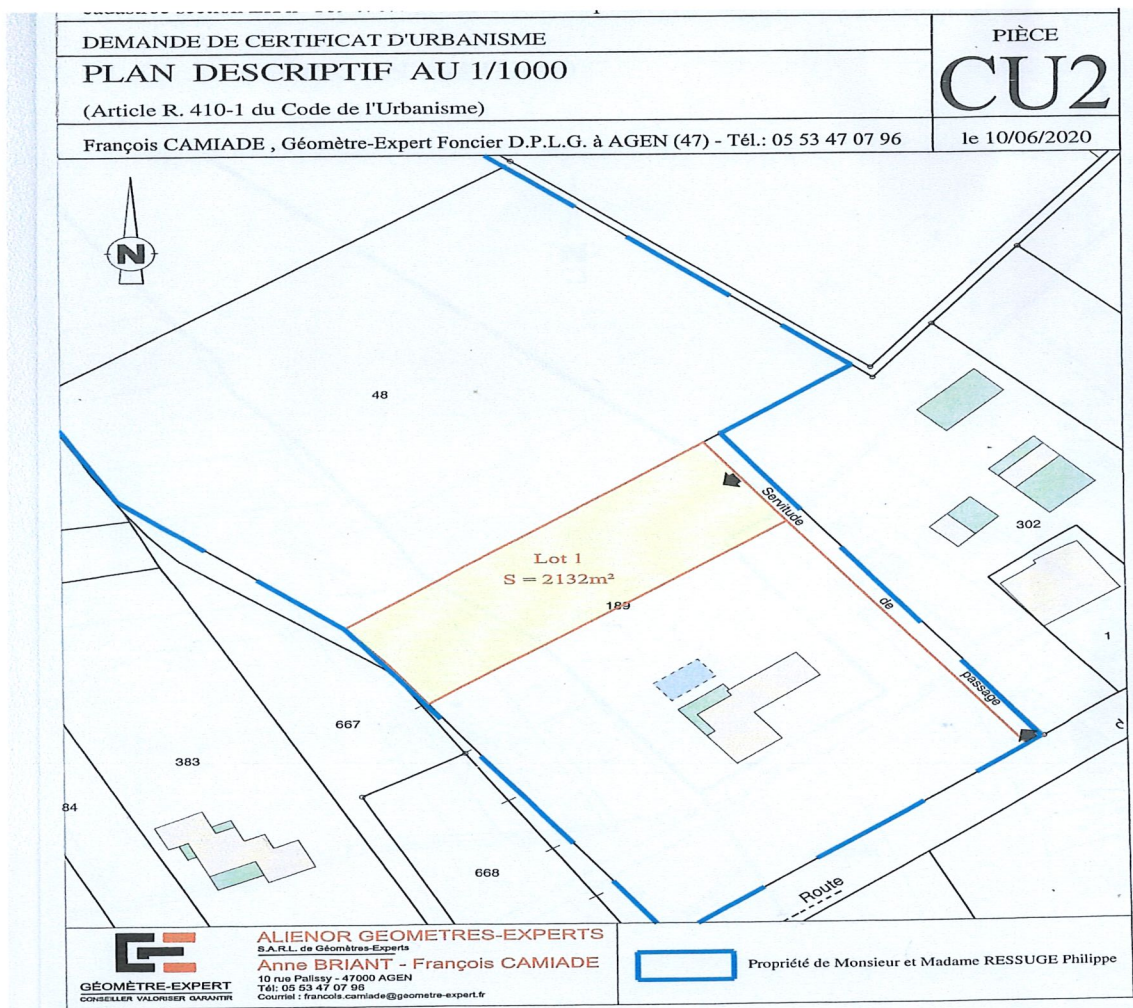 DEMANDE DE CERTIFICAT D'URBANISME
PLAN DESCRIPTIF AU 1/1000
(Article R. 410-1 du Code de l'Urbanisme)
François CAMIADE , Géomètre-Expert Foncier D.P.L.G. à AGEN (47) - Tél.: 05 53 47 07 96
PIÈCE
CU2
le 10/06/2020
N
48
Servitude
de
passage
302
1
Lot 1
S = 2132m²
189
667
383
84
668
Route
GÉOMÈTRE-EXPERT
CONSEILLER VALORISER GARANTIR
ALIENOR GEOMETRES-EXPERTS
S.A.R.L. de Géomètres-Experts
Anne BRIANT - François CAMIADE
10 rue Palissy - 47000 AGEN
Tél: 05 53 47 07 96
Courriel : francois.camiade@geometre-expert.fr
Propriété de Monsieur et Madame RESSUGE Philippe